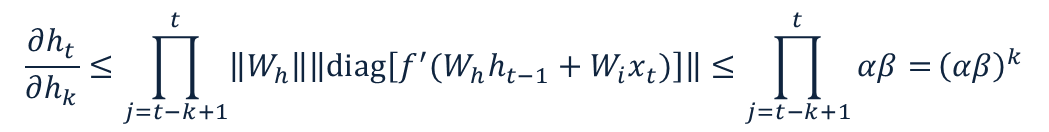 ∂h_t/∂h_k ≤ ∏_{j=t−k+1}^{t} ‖W_h‖‖diag[f′(W_h h_{t−1} + W_i x_t)]‖ ≤ ∏_{j=t−k+1}^{t} αβ = (αβ)^k